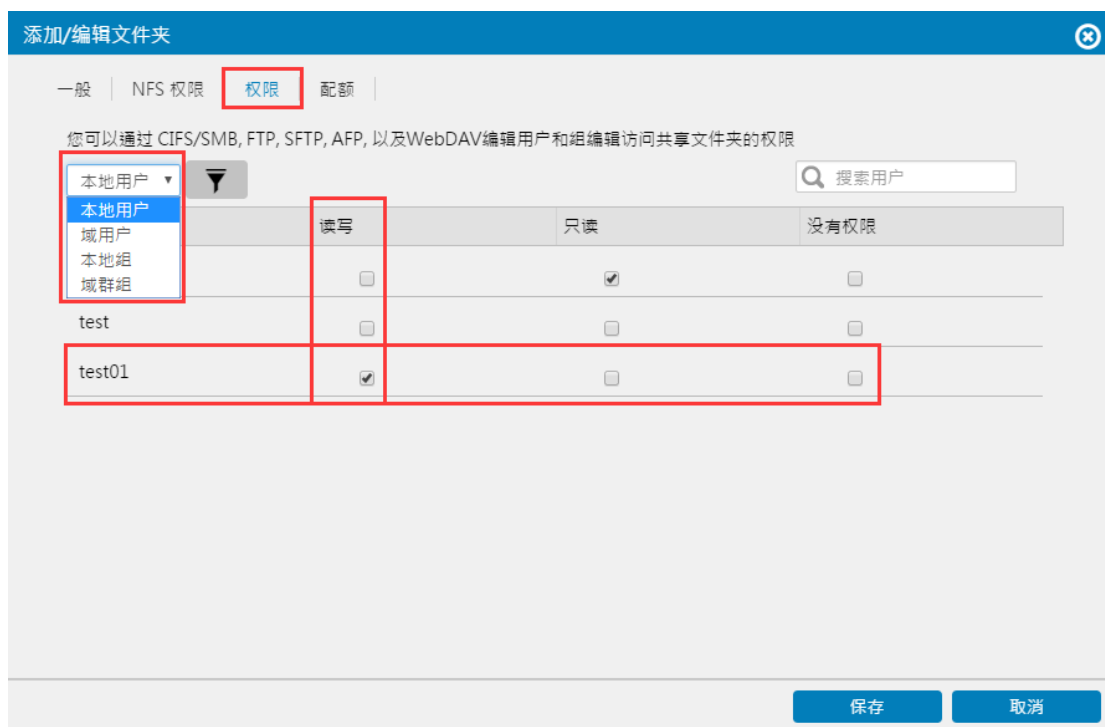 添加/编辑文件夹
一般 NFS 权限 权限 配额
您可以通过 CIFS/SMB, FTP, SFTP, AFP, 以及WebDAV编辑用户和组编辑访问共享文件夹的权限
本地用户 搜索用户
本地用户
域用户
本地组
域群组
读写 只读 没有权限
test
test01
保存 取消